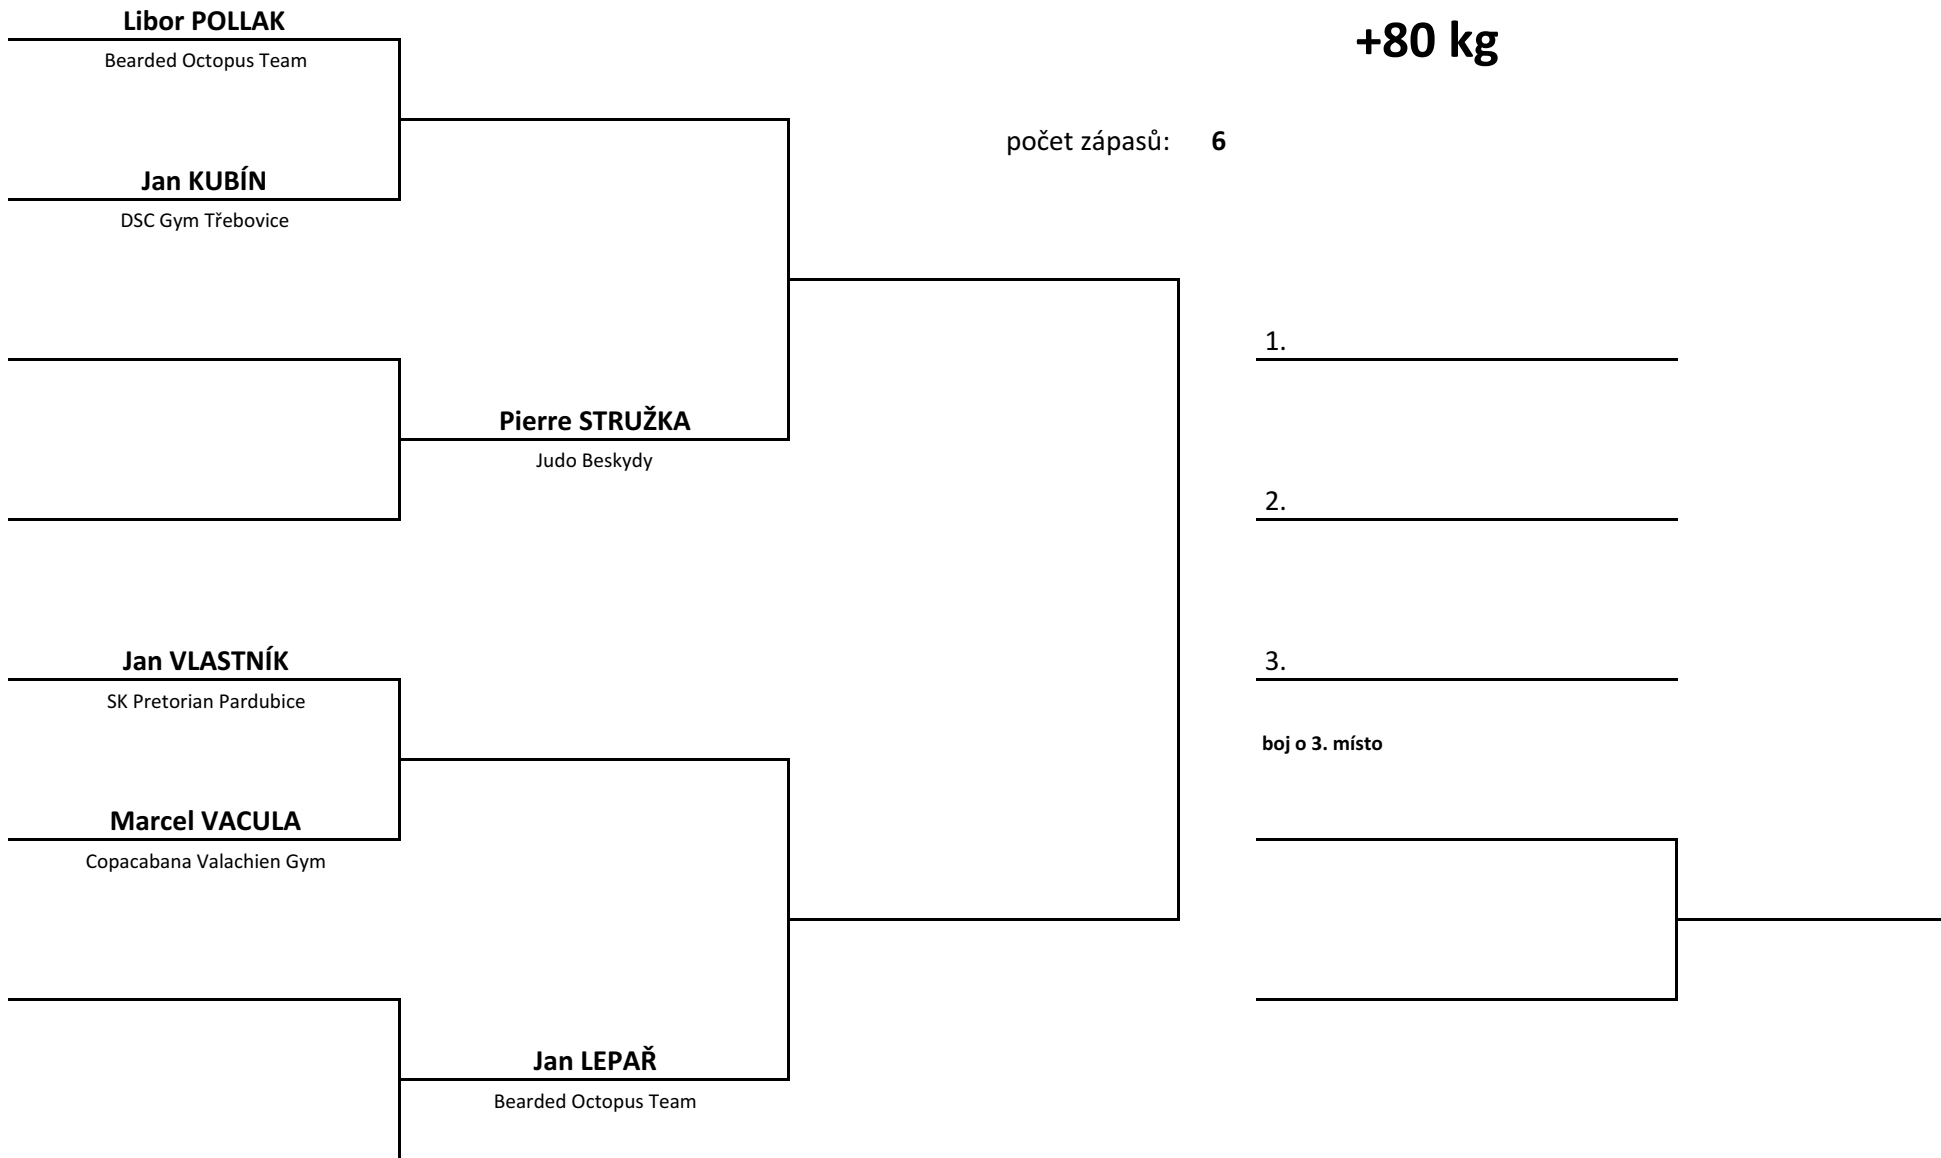 Libor POLLAK
Bearded Octopus Team
+80 kg
počet zápasů: 6
Jan KUBÍN
DSC Gym Třebovice
1.
Pierre STRUŽKA
Judo Beskydy
2.
Jan VLASTNÍK
SK Pretorian Pardubice
3.
boj o 3. místo
Marcel VACULA
Copacabana Valachien Gym
Jan LEPAŘ
Bearded Octopus Team